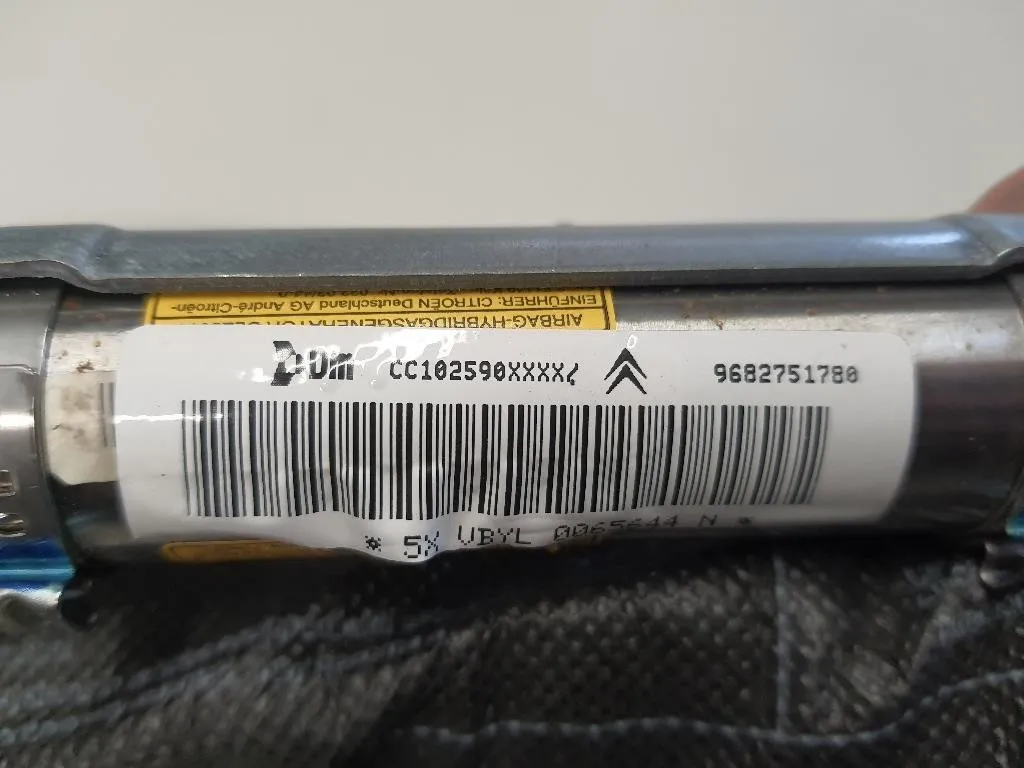 EINFÜHRER: CITROËN Deutschland AG André-Citroën-
AIRBAG-HYBRIDGASGENERATOR
CC102590XXXX 9682751780
* 5X VBYL 0065644 N *